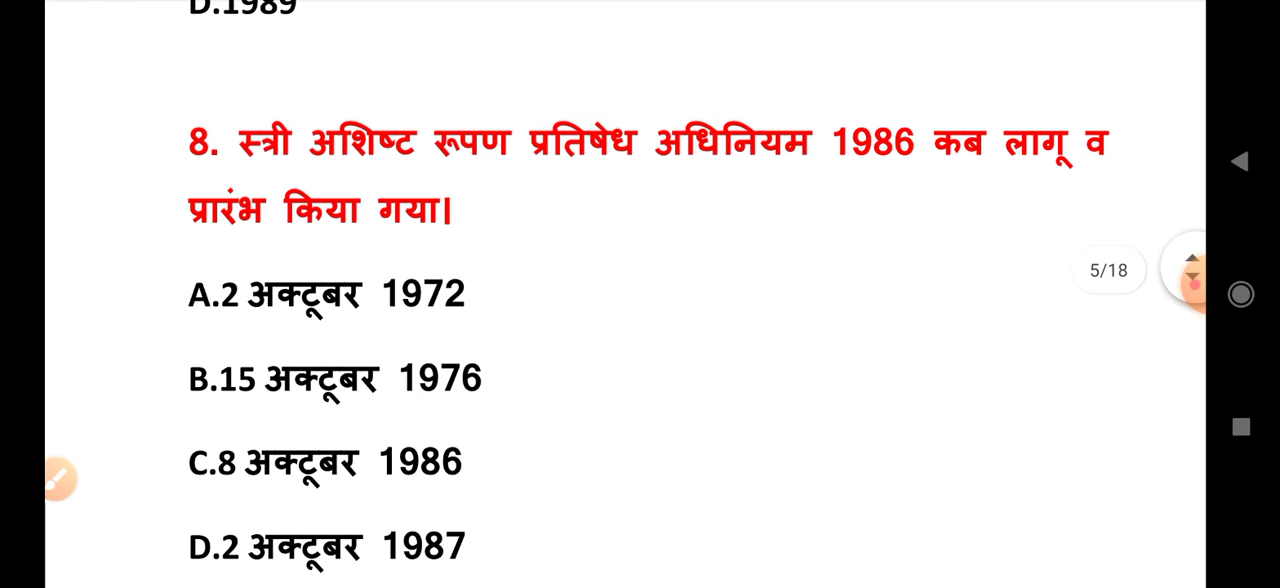 D.1989
8. स्त्री अशिष्ट रूपण प्रतिषेध अधिनियम 1986 कब लागू व
प्रारंभ किया गया।
A.2 अक्टूबर 1972
5/18
B.15 अक्टूबर 1976
C.8 अक्टूबर 1986
D.2 अक्टूबर 1987